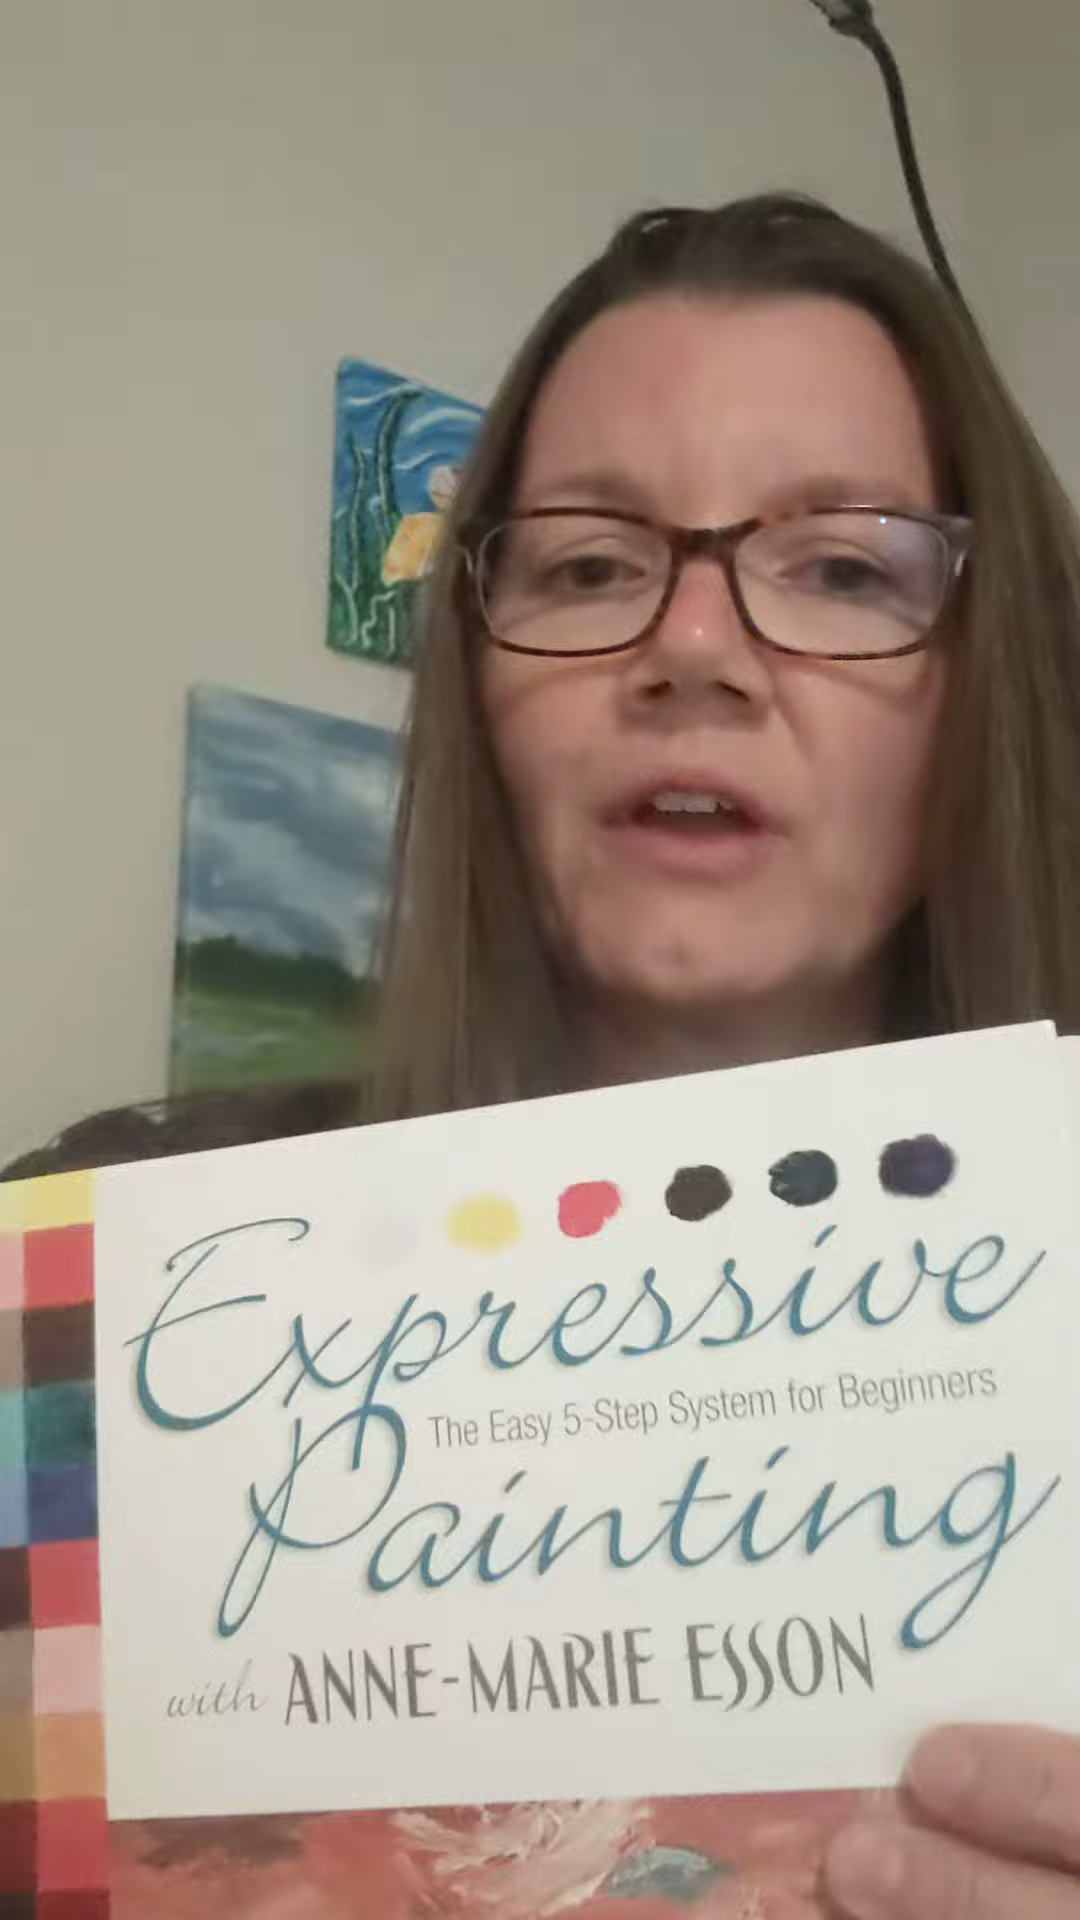 Expressive
The Easy 5-Step System for Beginners
Painting
with ANNE-MARIE ESSON